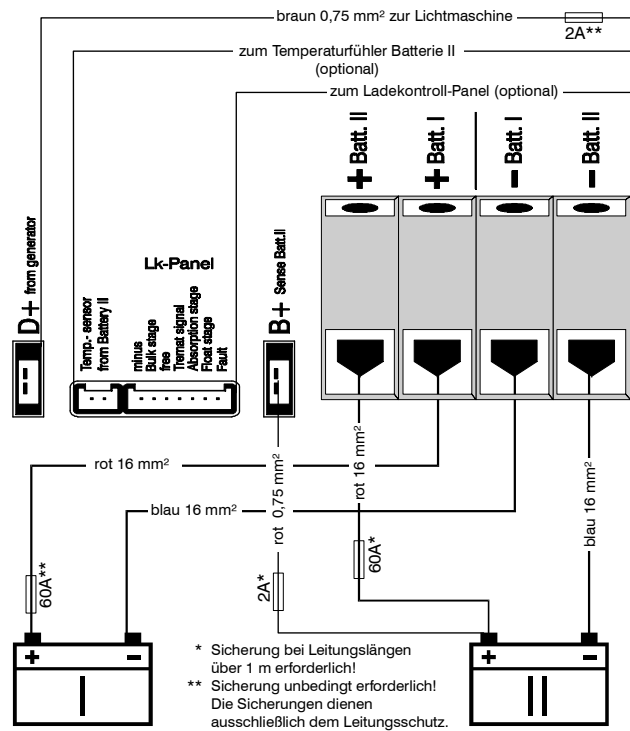 braun 0,75 mm² zur Lichtmaschine
2A**
zum Temperaturfühler Batterie II
(optional)
zum Ladekontroll-Panel (optional)
+ Batt. II
+ Batt. I
- Batt. I
- Batt. II
D+ from generator
Lk-Panel
B+ Sense Batt.II
Temp.- sensor
from Battery II
minus
Bulk stage
free
Tremat signal
Absorption stage
Float stage
Fault
rot 16 mm²
blau 16 mm²
rot 0,75 mm²
rot 16 mm²
blau 16 mm²
60A**
2A*
60A*
+ -
I
+ -
II
* Sicherung bei Leitungslängen
über 1 m erforderlich!
** Sicherung unbedingt erforderlich!
Die Sicherungen dienen
ausschließlich dem Leitungsschutz.